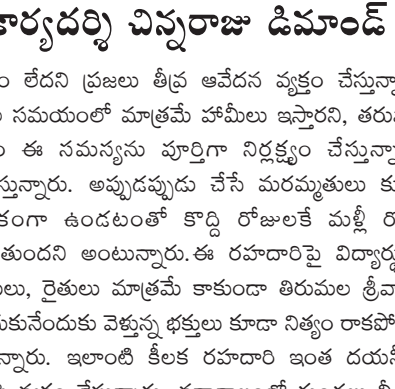 కార్యదర్శి చిన్నరాజు డిమాండ్
ం లేదని ప్రజలు తీవ్ర ఆవేదన వ్యక్తం చేస్తున్నా
సమయంలో మాత్రమే హామీలు ఇస్తారని, తరు
ఈ సమస్యను పూర్తిగా నిర్లక్ష్యం చేస్తున్నా
స్తున్నారు. అప్పుడప్పుడు చేసే మరమ్మతులు కు
కంగా ఉండటంతో కొద్ది రోజులకే మళ్లీ ర
తుందని అంటున్నారు.ఈ రహదారిపై విద్యార్థు
లు, రైతులు మాత్రమే కాకుండా తిరుమల శ్రీవా
కునేందుకు వెళ్తున్న భక్తులు కూడా నిత్యం రాకపో
న్నారు. ఇలాంటి కీలక రహదారి ఇంత దయనీ